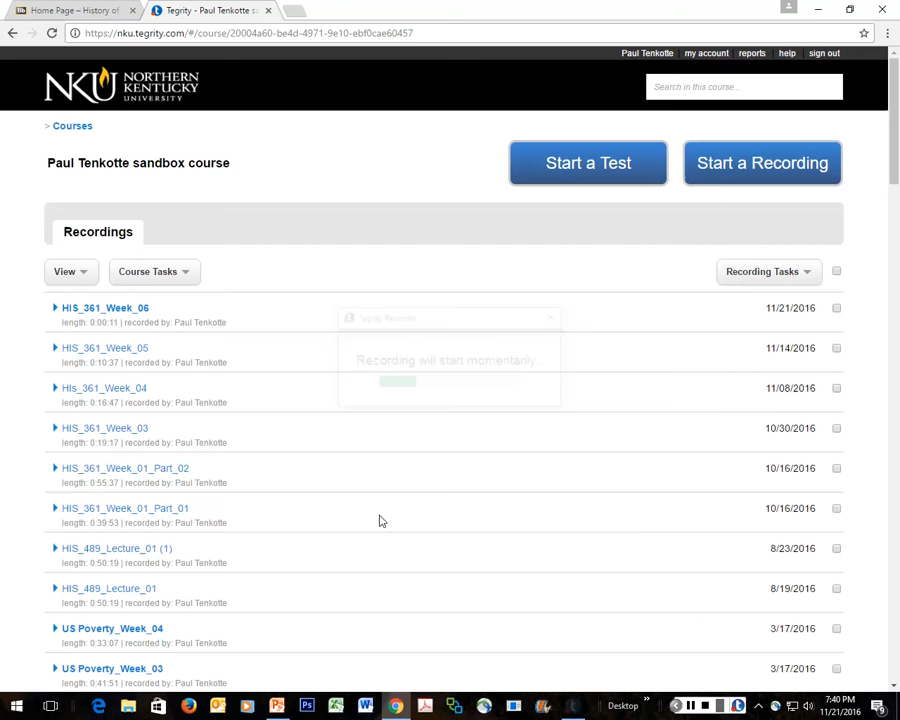 Home Page – History of
Tegrity - Paul Tenkotte sa
https://nku.tegrity.com/#/course/20004a60-be4d-4971-9e10-ebf0cae60457
Paul Tenkotte my account reports help sign out
NKU NORTHERN
KENTUCKY
UNIVERSITY
Search in this course...
> Courses
Paul Tenkotte sandbox course
Start a Test
Start a Recording
Recordings
View
Course Tasks
Recording Tasks
HIS_361_Week_06 11/21/2016
length: 0:00:11 | recorded by: Paul Tenkotte
Tegrity Recorder
Recording will start momentarily...
HIS_361_Week_05 11/14/2016
length: 0:10:37 | recorded by: Paul Tenkotte
HIs_361_Week_04 11/08/2016
length: 0:16:47 | recorded by: Paul Tenkotte
HIS_361_Week_03 10/30/2016
length: 0:19:17 | recorded by: Paul Tenkotte
HIS_361_Week_01_Part_02 10/16/2016
length: 0:55:37 | recorded by: Paul Tenkotte
HIS_361_Week_01_Part_01 10/16/2016
length: 0:39:53 | recorded by: Paul Tenkotte
HIS_489_Lecture_01 (1) 8/23/2016
length: 0:50:19 | recorded by: Paul Tenkotte
HIS_489_Lecture_01 8/19/2016
length: 0:50:19 | recorded by: Paul Tenkotte
US Poverty_Week_04 3/17/2016
length: 0:33:07 | recorded by: Paul Tenkotte
US Poverty_Week_03 3/17/2016
length: 0:41:51 | recorded by: Paul Tenkotte
Desktop
7:40 PM
11/21/2016